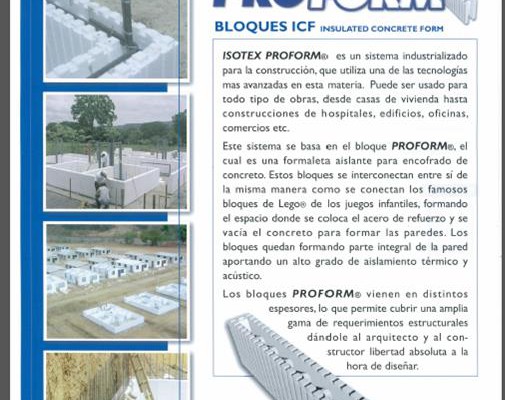 PROFORM
BLOQUES ICF INSULATED CONCRETE FORM
ISOTEX PROFORM® es un sistema industrializado
para la construcción, que utiliza una de las tecnologías
mas avanzadas en esta materia. Puede ser usado para
todo tipo de obras, desde casas de vivienda hasta
construcciones de hospitales, edificios, oficinas,
comercios etc.
Este sistema se basa en el bloque PROFORM®, el
cual es una formaleta aislante para encofrado de
concreto. Estos bloques se interconectan entre sí de
la misma manera como se conectan los famosos
bloques de Lego® de los juegos infantiles, formando
el espacio donde se coloca el acero de refuerzo y se
vacía el concreto para formar las paredes. Los
bloques quedan formando parte integral de la pared
aportando un alto grado de aislamiento térmico y
acústico.
Los bloques PROFORM® vienen en distintos
espesores, lo que permite cubrir una amplia
gama de requerimientos estructurales
dándole al arquitecto y al con-
structor libertad absoluta a la
hora de diseñar.